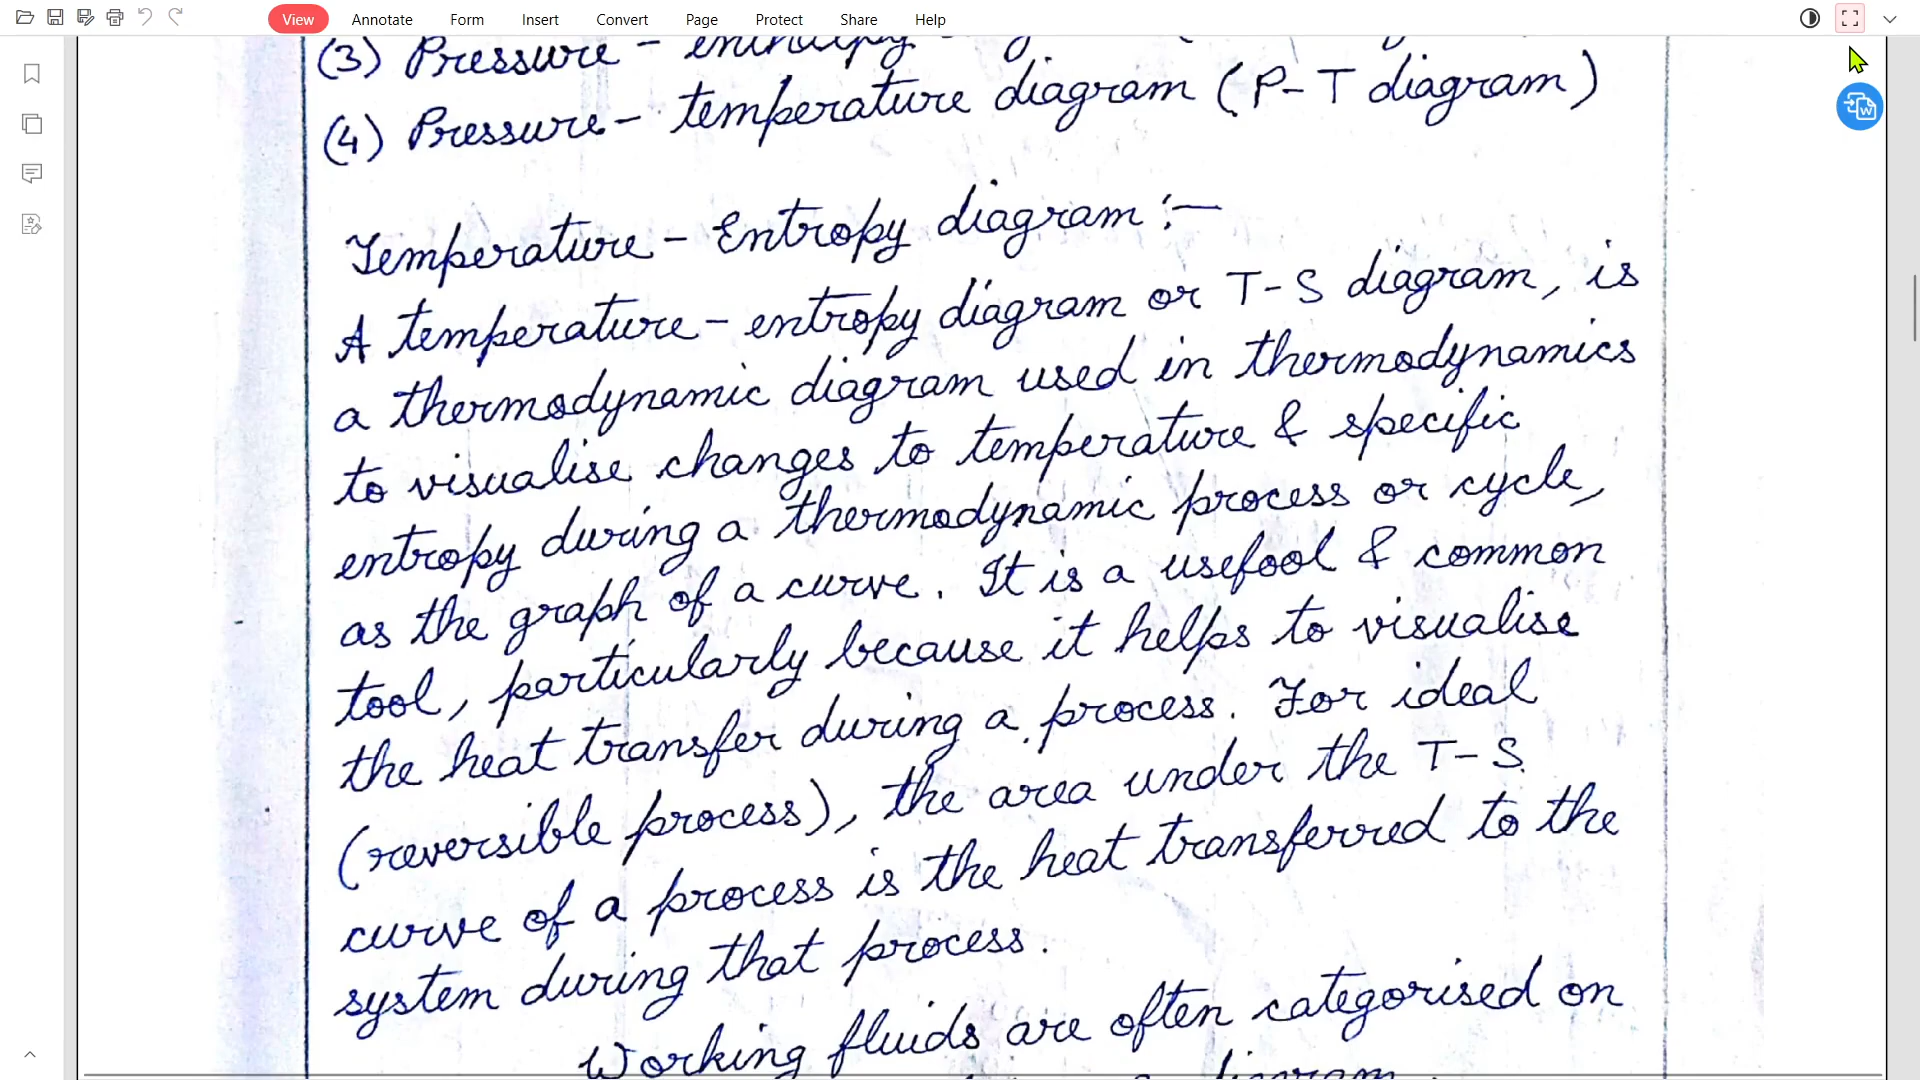 View Annotate Form Insert Convert Page Protect Share Help
(3) Pressure - enthalpy
(4) Pressure - temperature diagram (P-T diagram)
Temperature - Entropy diagram :-
A temperature - entropy diagram or T-S diagram, is
a thermodynamic diagram used in thermodynamics
to visualise changes to temperature & specific
entropy during a thermodynamic process or cycle,
as the graph of a curve. It is a usefool & common
tool, particularly because it helps to visualise
the heat transfer during a process. For ideal
(reversible process), the area under the T-S
curve of a process is the heat transferred to the
system during that process.
Working fluids are often categorised on
diagram.